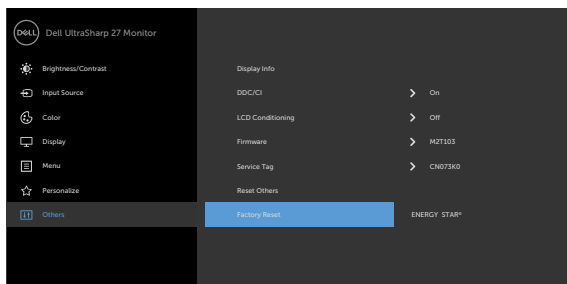 DELL Dell UltraSharp 27 Monitor
Brightness/Contrast Display Info
Input Source DDC/CI On
Color LCD Conditioning Off
Display Firmware M2T103
Menu Service Tag CN073K0
Personalize Reset Others
Others Factory Reset ENERGY STAR®